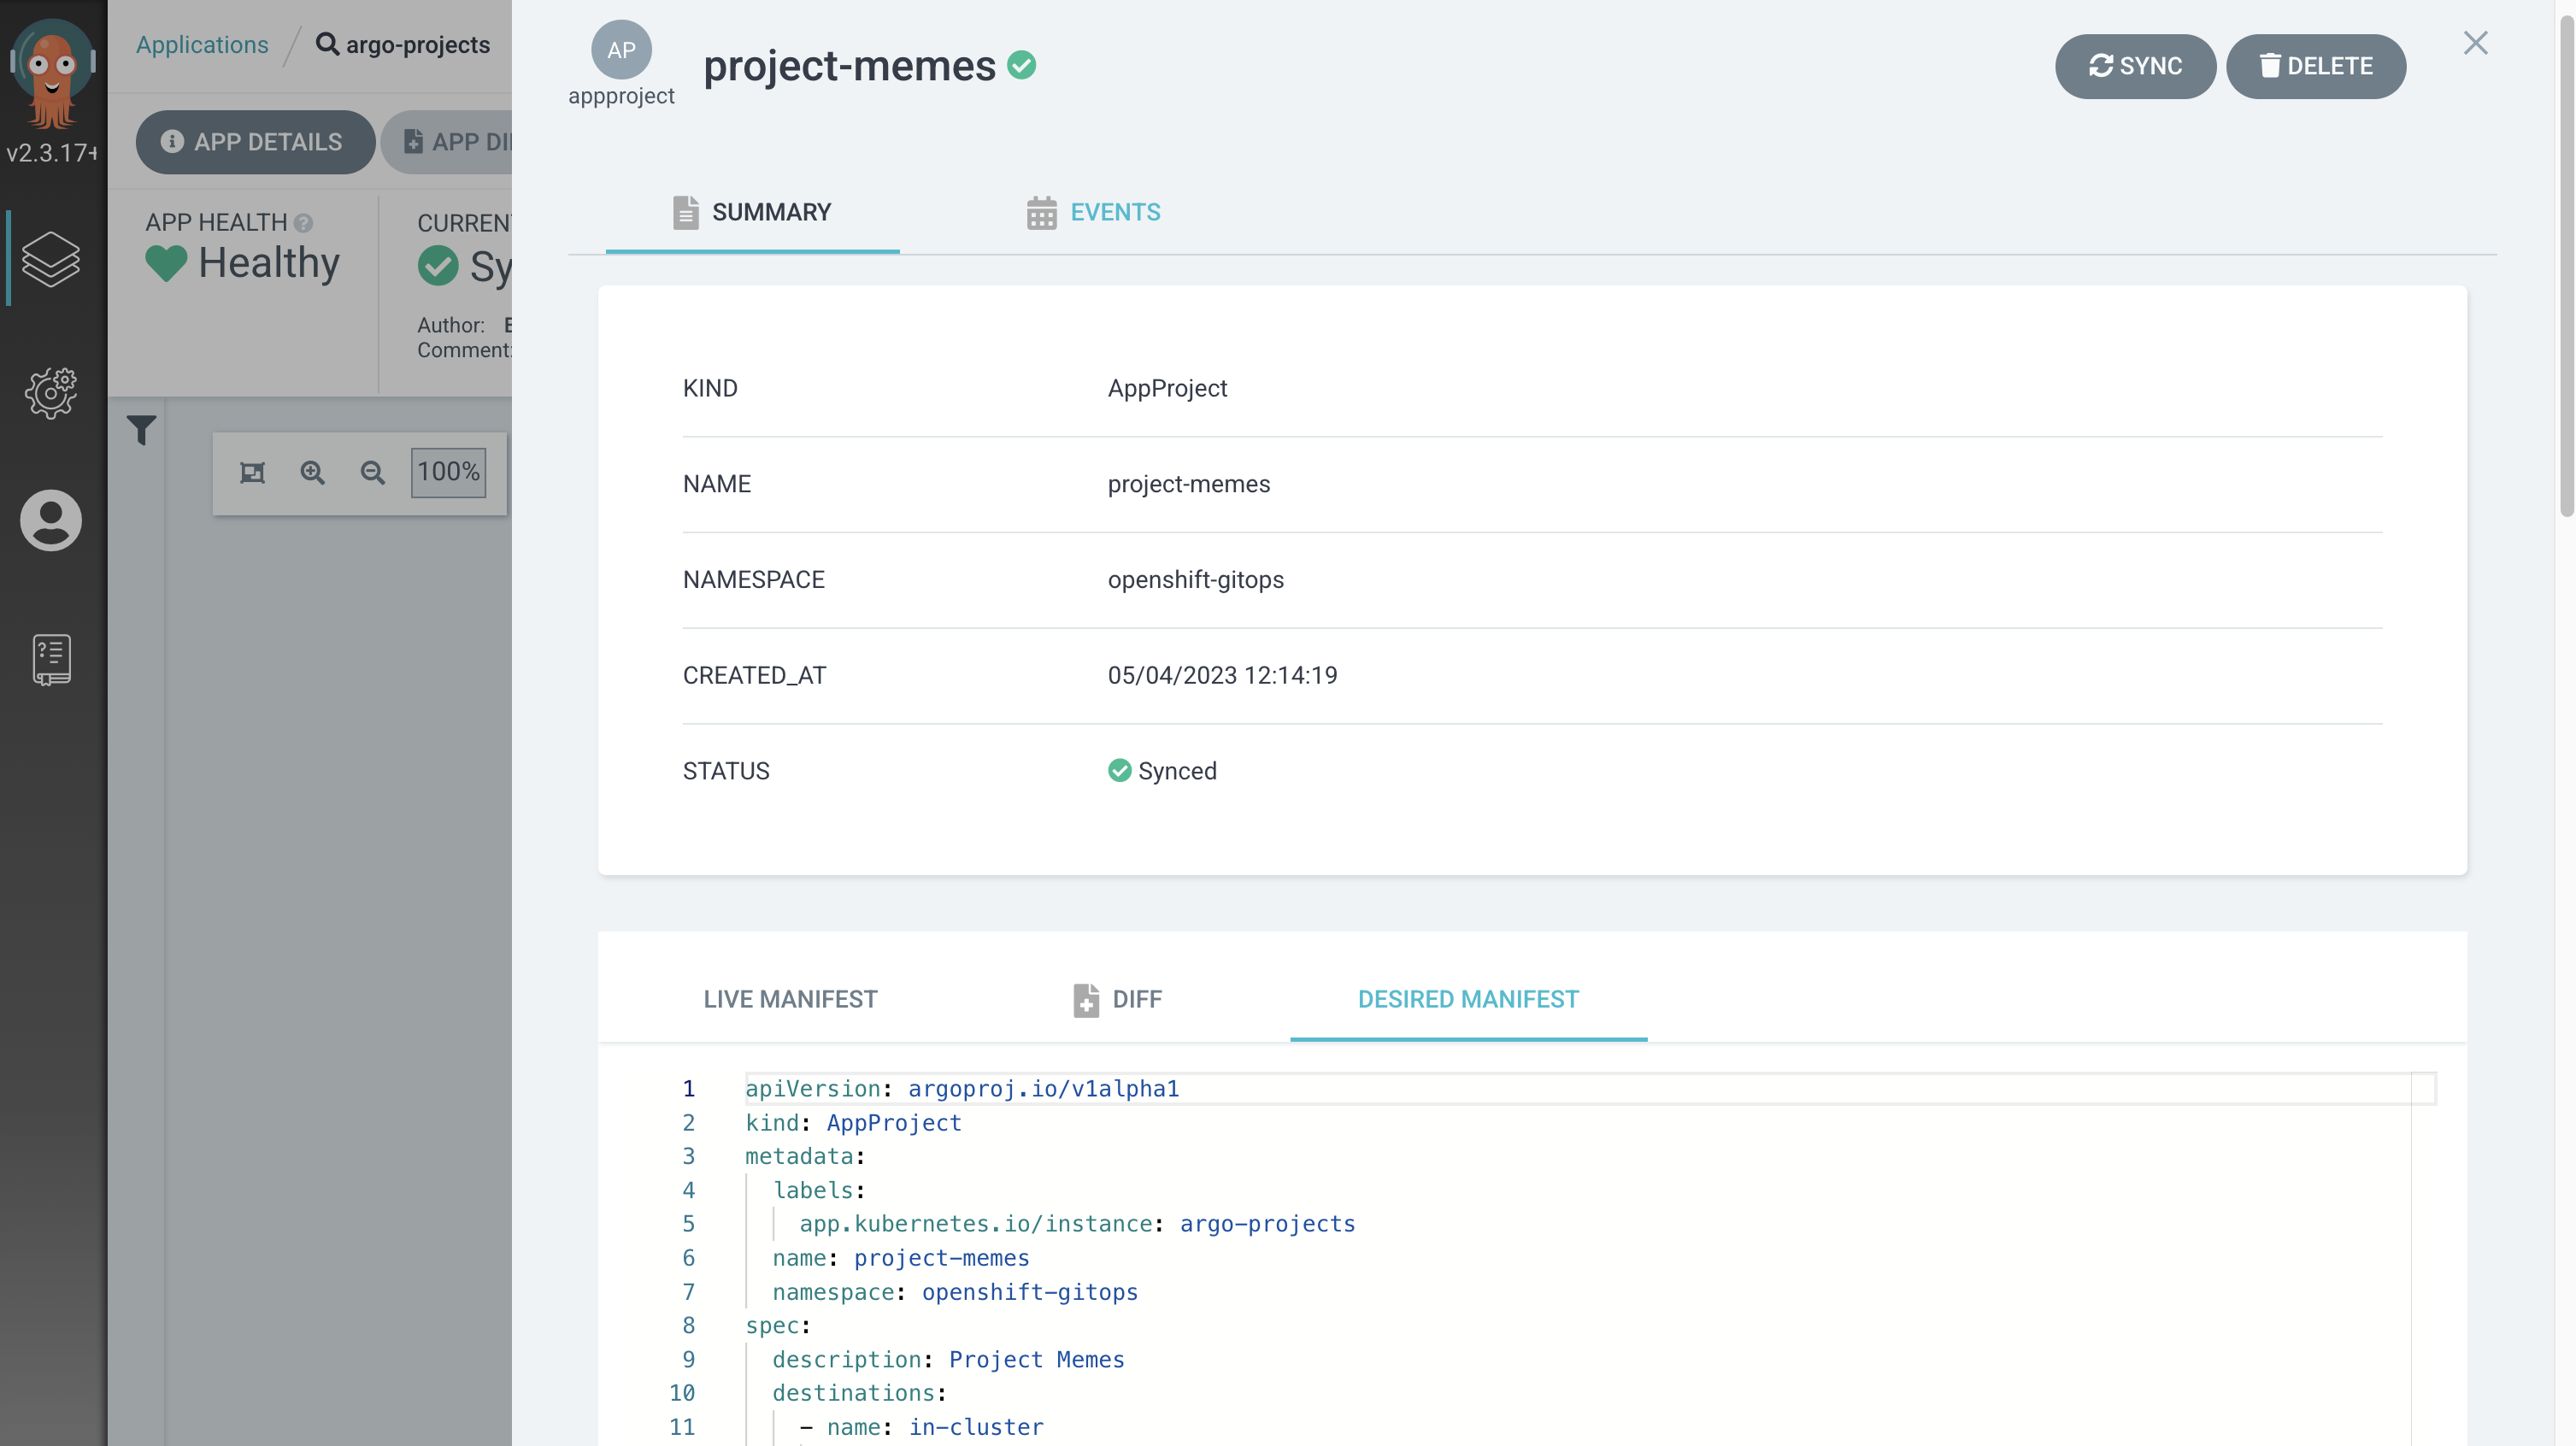 v2.3.17+
Applications / argo-projects
APP DETAILS
APP HEALTH
Healthy
Author:
Comment:
100%
AP
appproject
project-memes
SYNC
DELETE
SUMMARY
EVENTS
KIND AppProject
NAME project-memes
NAMESPACE openshift-gitops
CREATED_AT 05/04/2023 12:14:19
STATUS Synced
LIVE MANIFEST
DIFF
DESIRED MANIFEST
1 apiVersion: argoproj.io/v1alpha1
2 kind: AppProject
3 metadata:
4   labels:
5     app.kubernetes.io/instance: argo-projects
6   name: project-memes
7   namespace: openshift-gitops
8 spec:
9   description: Project Memes
10   destinations:
11     - name: in-cluster